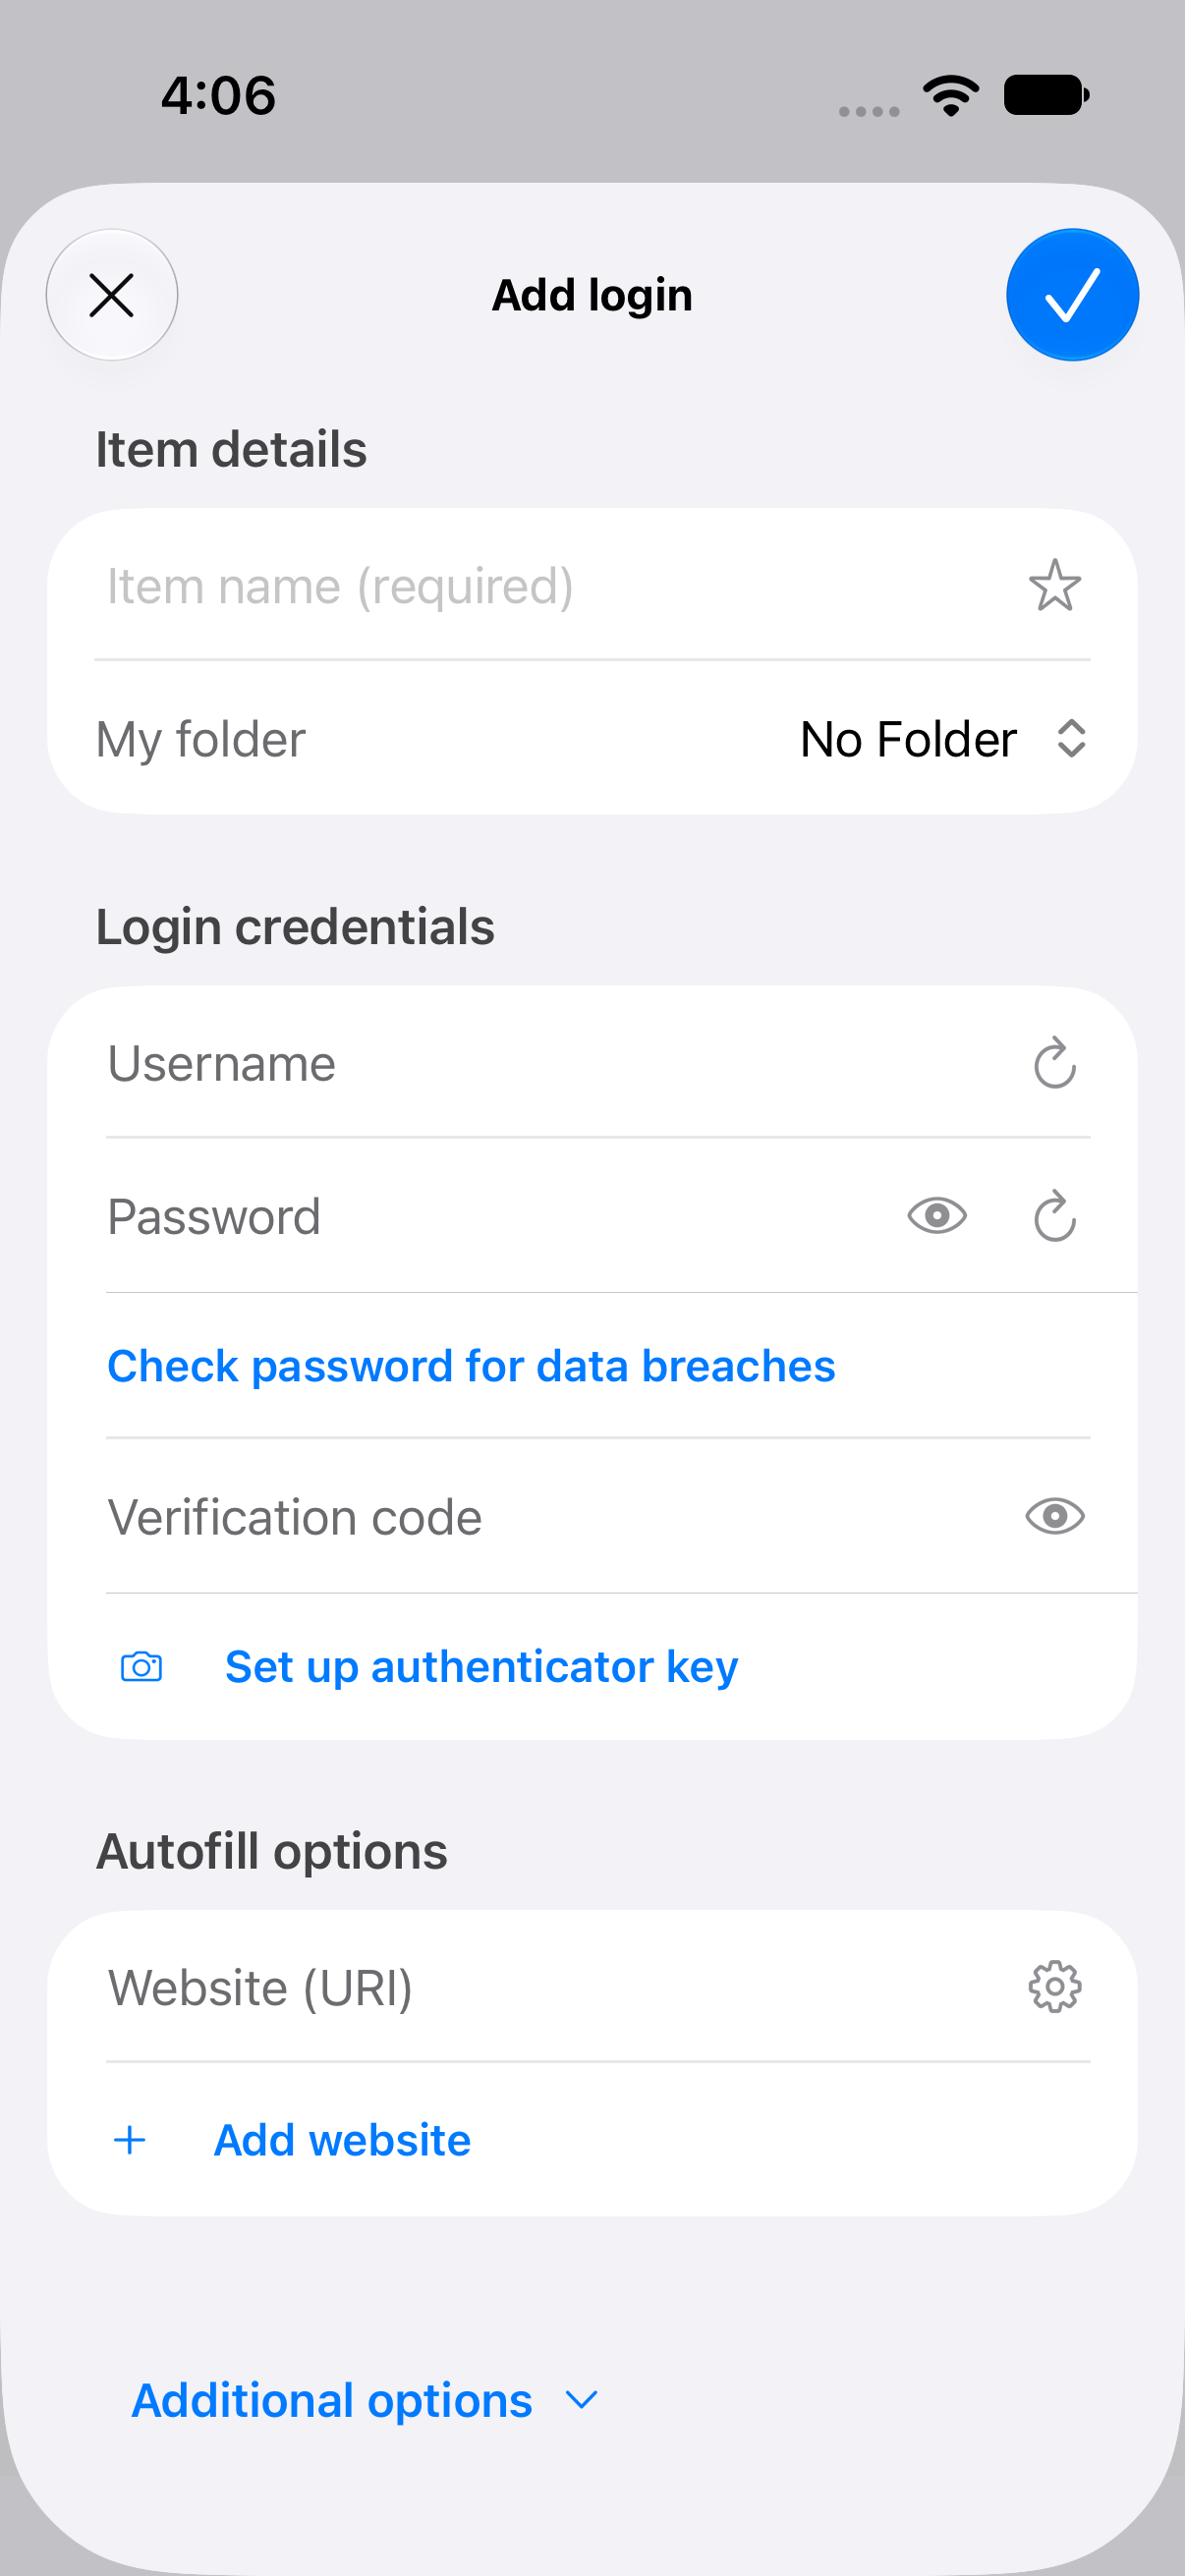 4:06
Add login
Item details
Item name (required)
My folder No Folder
Login credentials
Username
Password
Check password for data breaches
Verification code
Set up authenticator key
Autofill options
Website (URI)
Add website
Additional options